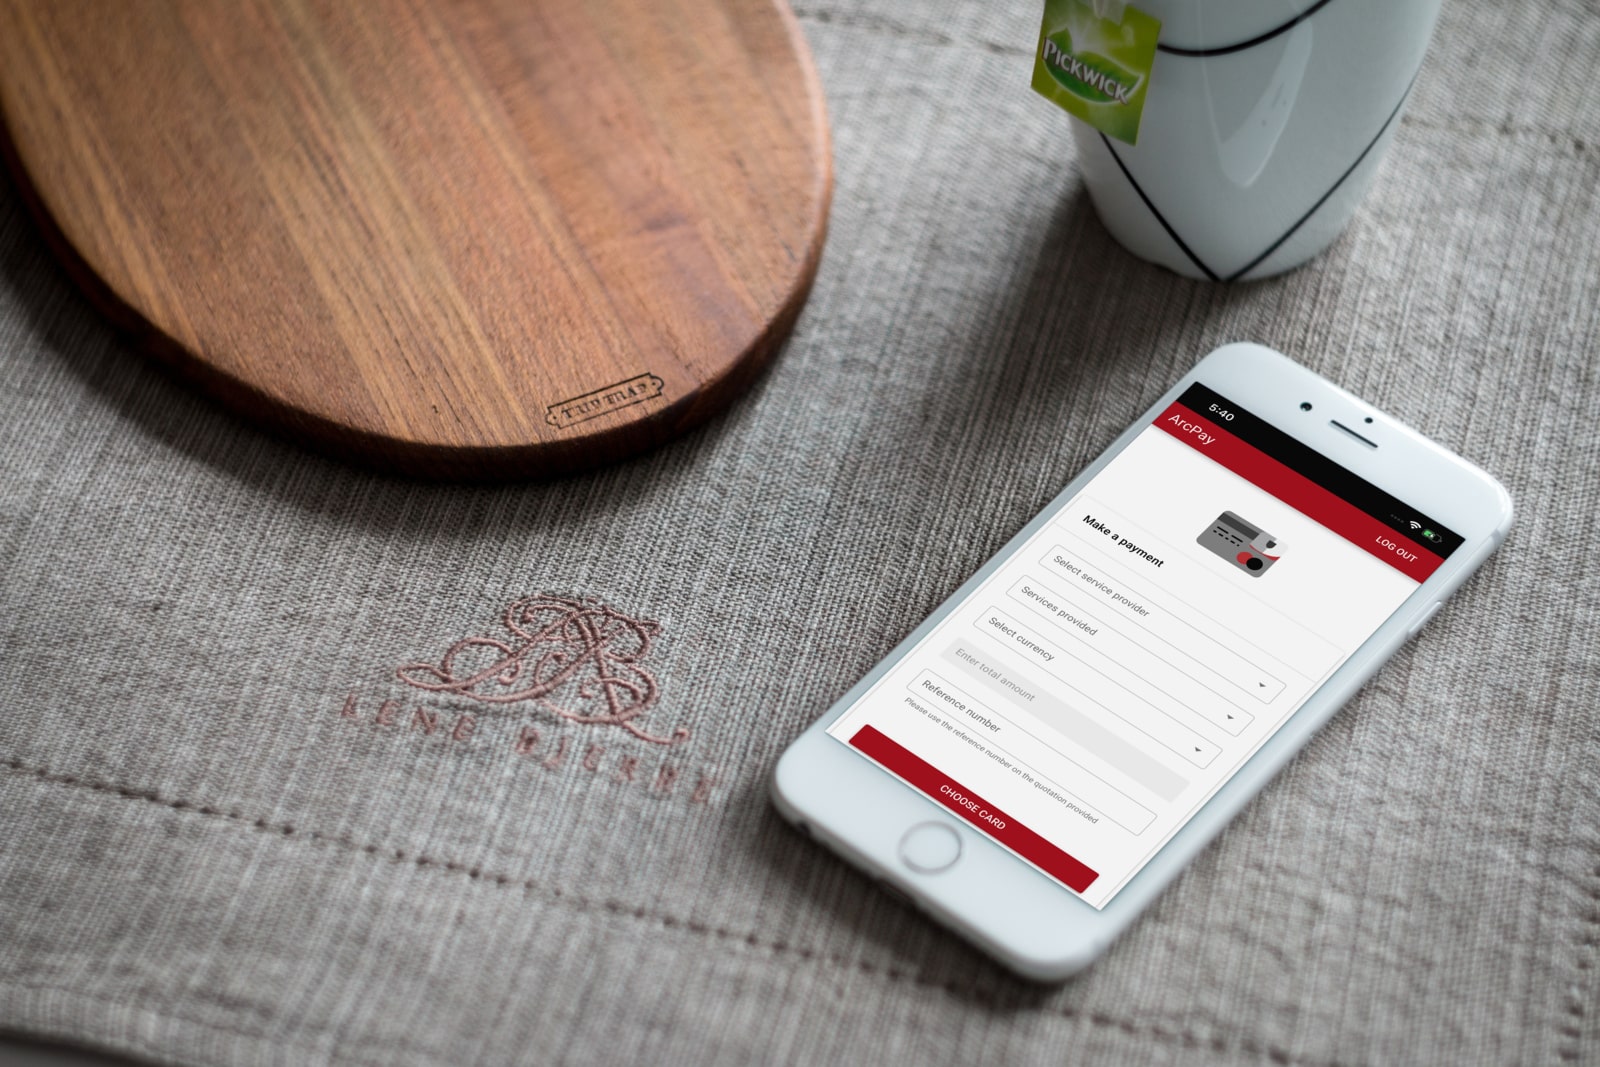 PICKWICK
TRIP TRAP
LENE BJERRE
5:40
ArcPay
LOG OUT
Make a payment
Select service provider
Services provided
Select currency
Enter total amount
Reference number
Please use the reference number on the quotation provided
CHOOSE CARD